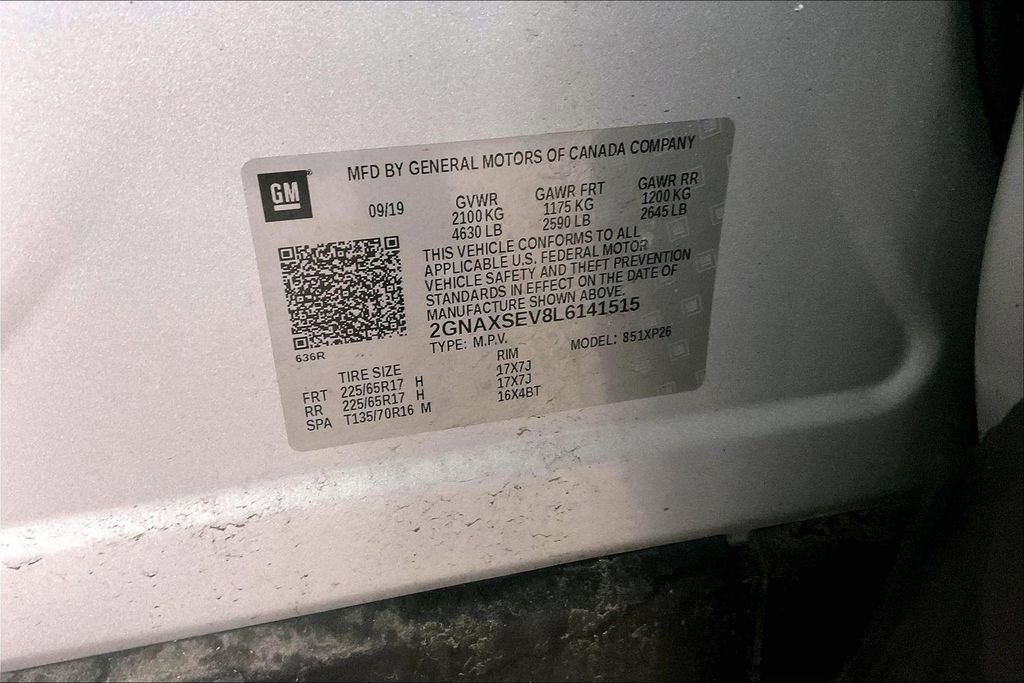 MFD BY GENERAL MOTORS OF CANADA COMPANY
GM
09/19
GVWR GAWR FRT GAWR RR
2100 KG 1175 KG 1200 KG
4630 LB 2590 LB 2645 LB
THIS VEHICLE CONFORMS TO ALL
APPLICABLE U.S. FEDERAL MOTOR
VEHICLE SAFETY AND THEFT PREVENTION
STANDARDS IN EFFECT ON THE DATE OF
MANUFACTURE SHOWN ABOVE.
2GNAXSEV8L6141515
TYPE: M.P.V. MODEL: 851XP26
636R
TIRE SIZE RIM
FRT 225/65R17 H 17X7J
RR 225/65R17 H 17X7J
SPA T135/70R16 M 16X4BT